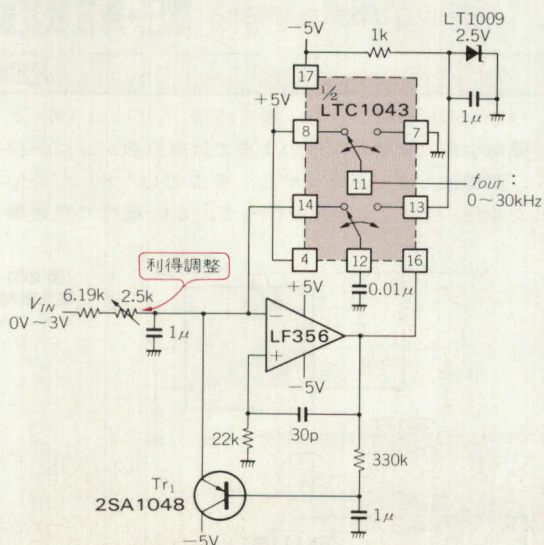 LT1009
2.5V
−5V
1k
17
1/2
LTC1043
+5V
8
7
1μ
11
fOUT :
0〜30kHz
14
13
4
12
16
0.01μ
利得調整
VIN
0V〜3V
6.19k
2.5k
1μ
+5V
−
LF356
+
−5V
22k
30p
330k
Tr1
2SA1048
1μ
−5V